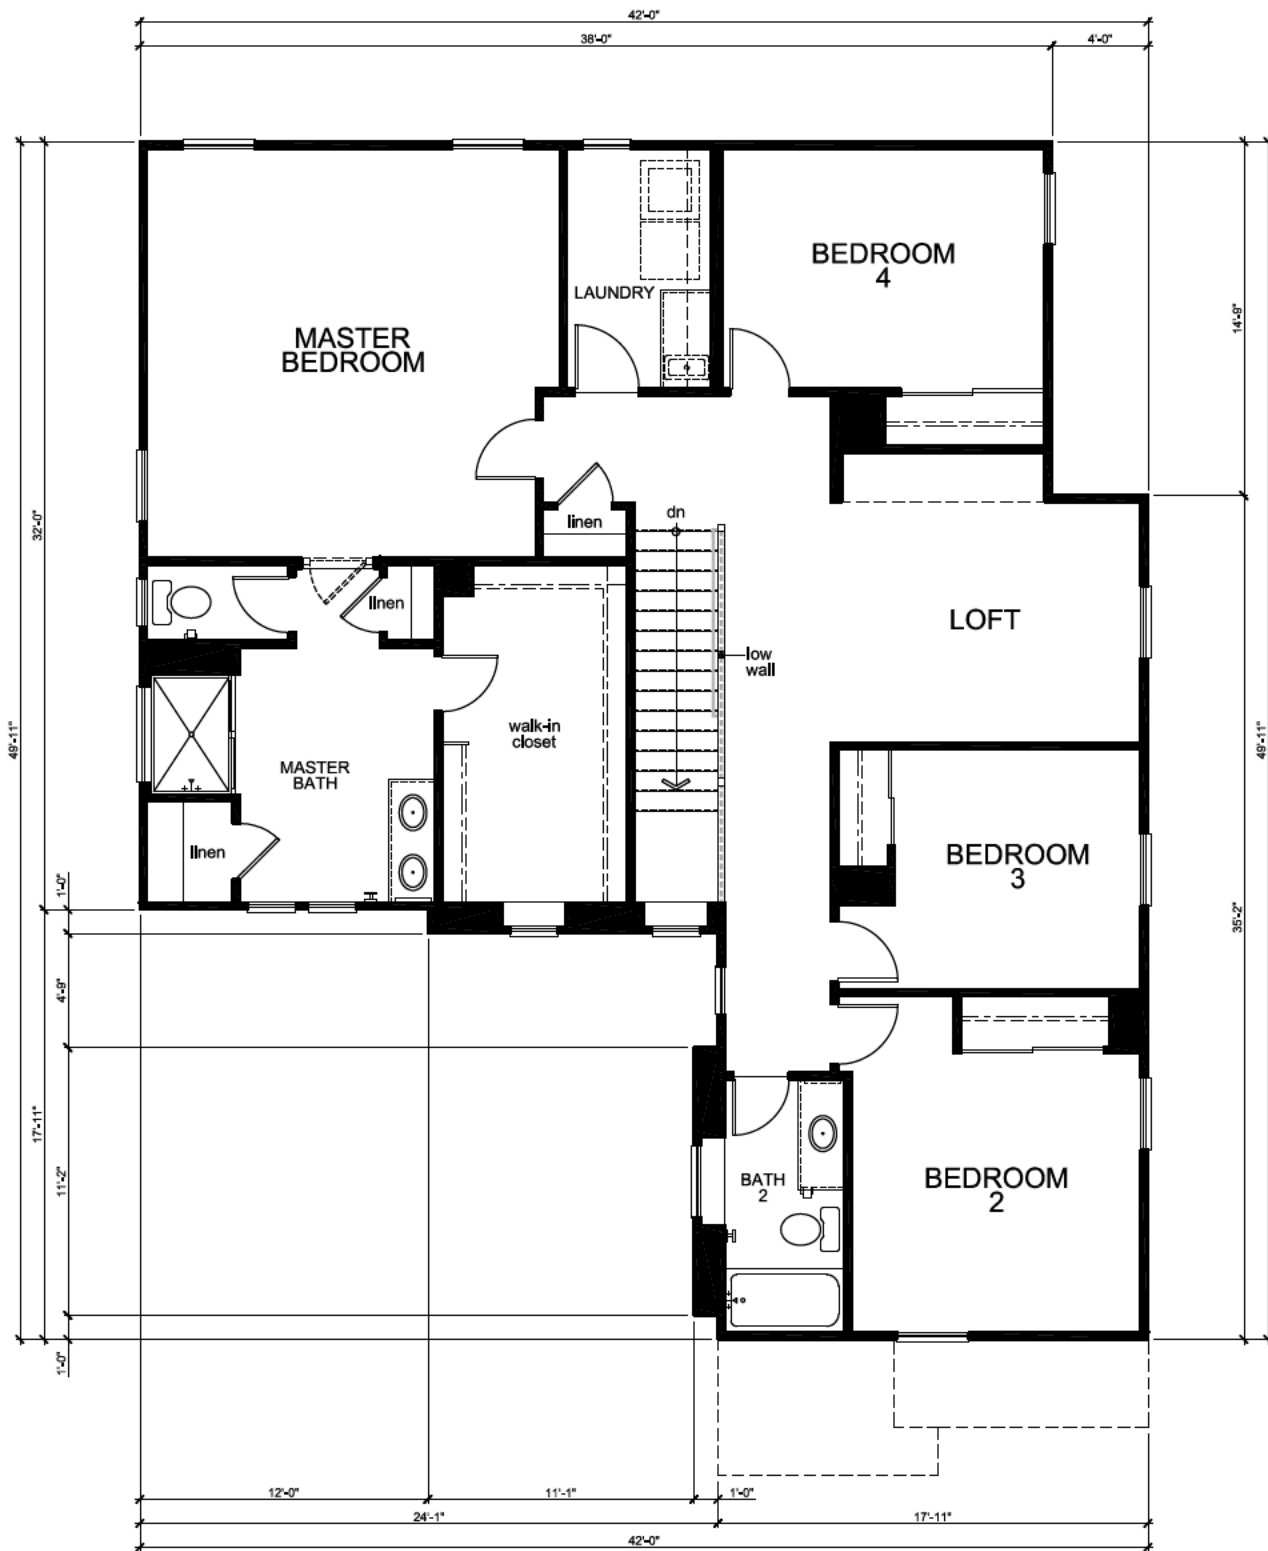 42'-0"
38'-0"
4'-0"
BEDROOM
4
LAUNDRY
MASTER
BEDROOM
14'-9"
32'-0"
linen
dn
linen
LOFT
low
wall
walk-in
closet
49'-11"
49'-11"
MASTER
BATH
linen
BEDROOM
3
1'-0"
35'-2"
4'-9"
17'-11"
11'-2"
BATH
2
BEDROOM
2
1'-0"
12'-0"
11'-1"
1'-0"
24'-1"
17'-11"
42'-0"